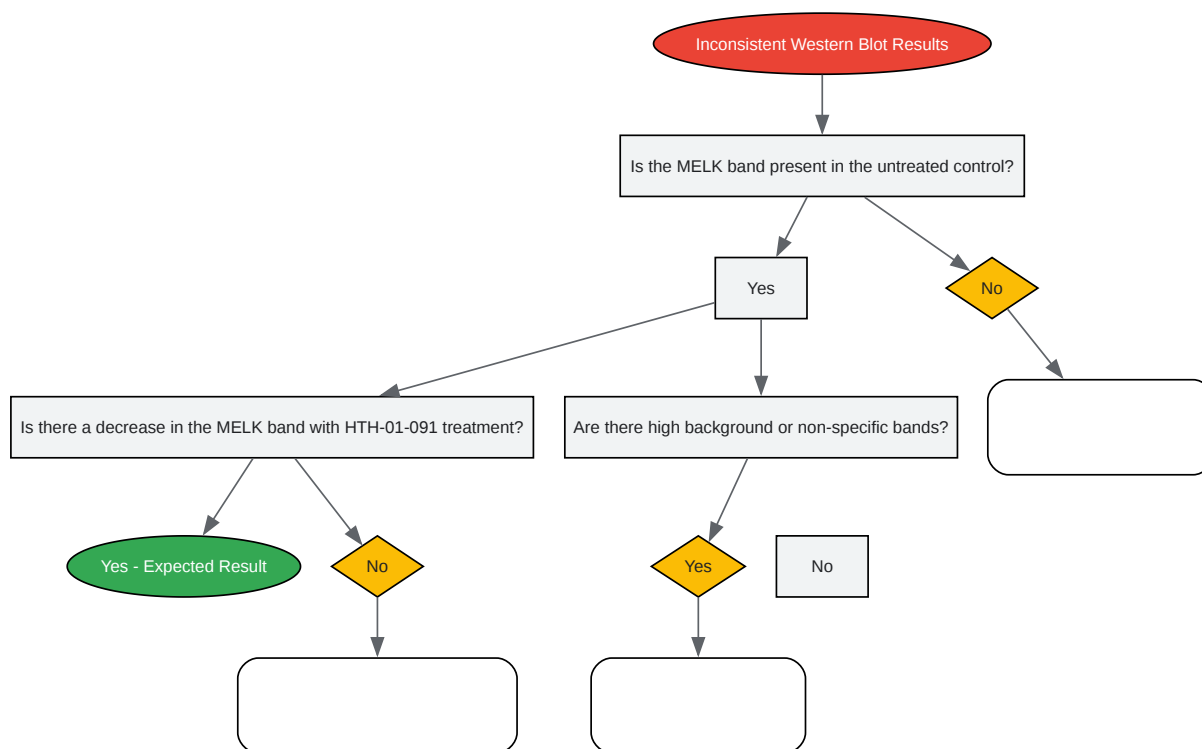 Inconsistent Western Blot Results
Is the MELK band present in the untreated control?
Yes
No
Is there a decrease in the MELK band with HTH-01-091 treatment?
Are there high background or non-specific bands?
Yes - Expected Result
No
Yes
No